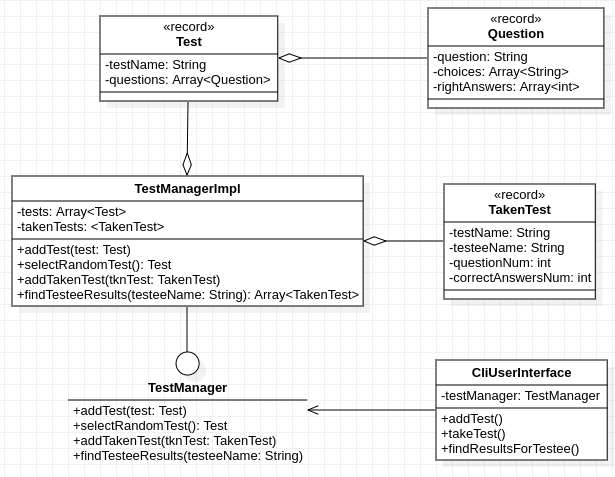 «record»
Test
-testName: String
-questions: Array<Question>
«record»
Question
-question: String
-choices: Array<String>
-rightAnswers: Array<int>
TestManagerImpl
-tests: Array<Test>
-takenTests: <TakenTest>
+addTest(test: Test)
+selectRandomTest(): Test
+addTakenTest(tknTest: TakenTest)
+findTesteeResults(testeeName: String): Array<TakenTest>
«record»
TakenTest
-testName: String
-testeeName: String
-questionNum: int
-correctAnswersNum: int
TestManager
+addTest(test: Test)
+selectRandomTest(): Test
+addTakenTest(tknTest: TakenTest)
+findTesteeResults(testeeName: String)
CliUserInterface
-testManager: TestManager
+addTest()
+takeTest()
+findResultsForTestee()